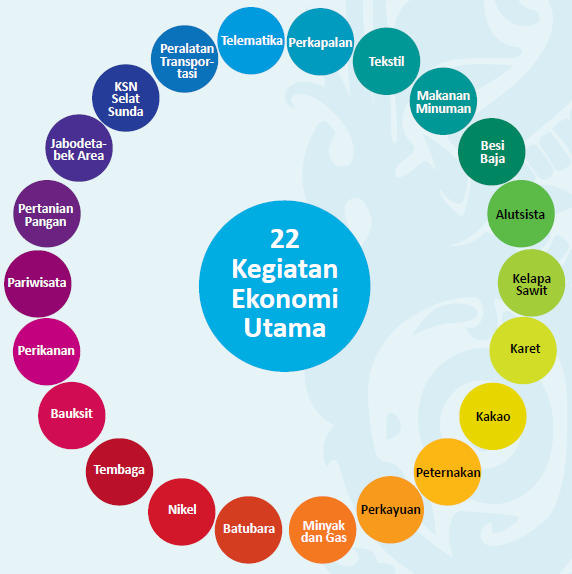 22
Kegiatan
Ekonomi
Utama
Telematika
Perkapalan
Tekstil
Makanan
Minuman
Besi
Baja
Alutsista
Kelapa
Sawit
Karet
Kakao
Peternakan
Perkayuan
Minyak
dan Gas
Batubara
Nikel
Tembaga
Bauksit
Perikanan
Pariwisata
Pertanian
Pangan
Jabodeta-
bek Area
KSN
Selat
Sunda
Peralatan
Transpor-
tasi